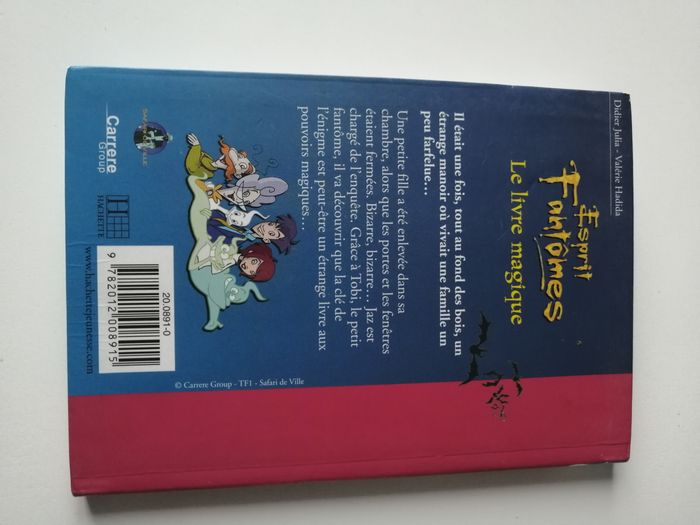 Didier Julia - Valérie Hadida
Esprit
Fantômes
Le livre magique
Il était une fois, tout au fond des bois, un
étrange manoir où vivait une famille un
peu farfelue...
Une petite fille a été enlevée dans sa
chambre, alors que les portes et les fenêtres
étaient fermées. Bizarre, bizarre... Jaz est
chargé de l'enquête. Grâce à Tobi, le petit
fantôme, il va découvrir que la clé de
l'énigme est peut-être un étrange livre aux
pouvoirs magiques...
SAFARI DE VILLE
Carrere
Group
H
HACHETTE
20.0891-0
9 782012 008915
www.hachettejeunesse.com
© Carrere Group - TF1 - Safari de Ville